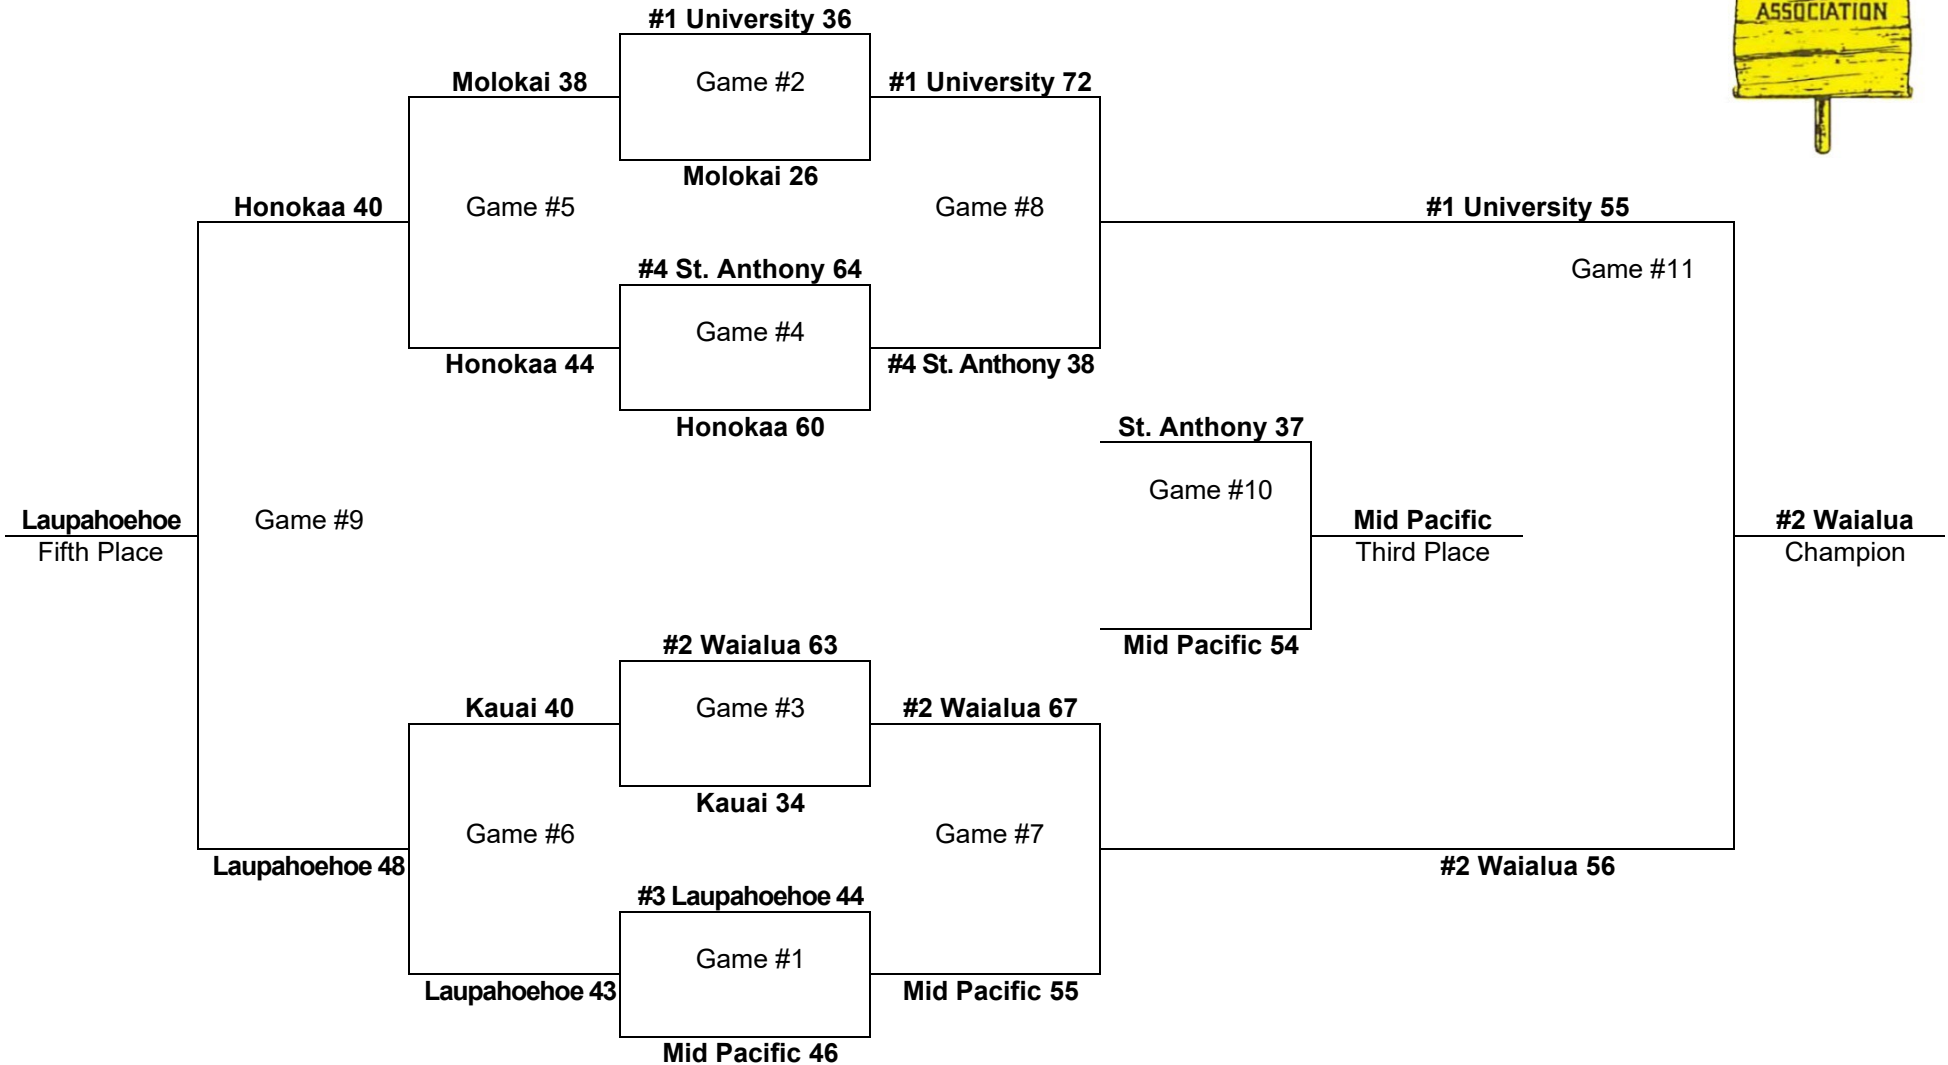 ASSOCIATION
#1 University 36
Molokai 38
Game #2
#1 University 72
Molokai 26
Honokaa 40
Game #5
Game #8
#1 University 55
#4 St. Anthony 64
Game #11
Game #4
Honokaa 44
#4 St. Anthony 38
Honokaa 60
St. Anthony 37
Game #10
Laupahoehoe
Game #9
Mid Pacific
#2 Waialua
Fifth Place
Third Place
Champion
#2 Waialua 63
Mid Pacific 54
Kauai 40
Game #3
#2 Waialua 67
Kauai 34
Game #6
Game #7
Laupahoehoe 48
#2 Waialua 56
#3 Laupahoehoe 44
Game #1
Laupahoehoe 43
Mid Pacific 55
Mid Pacific 46